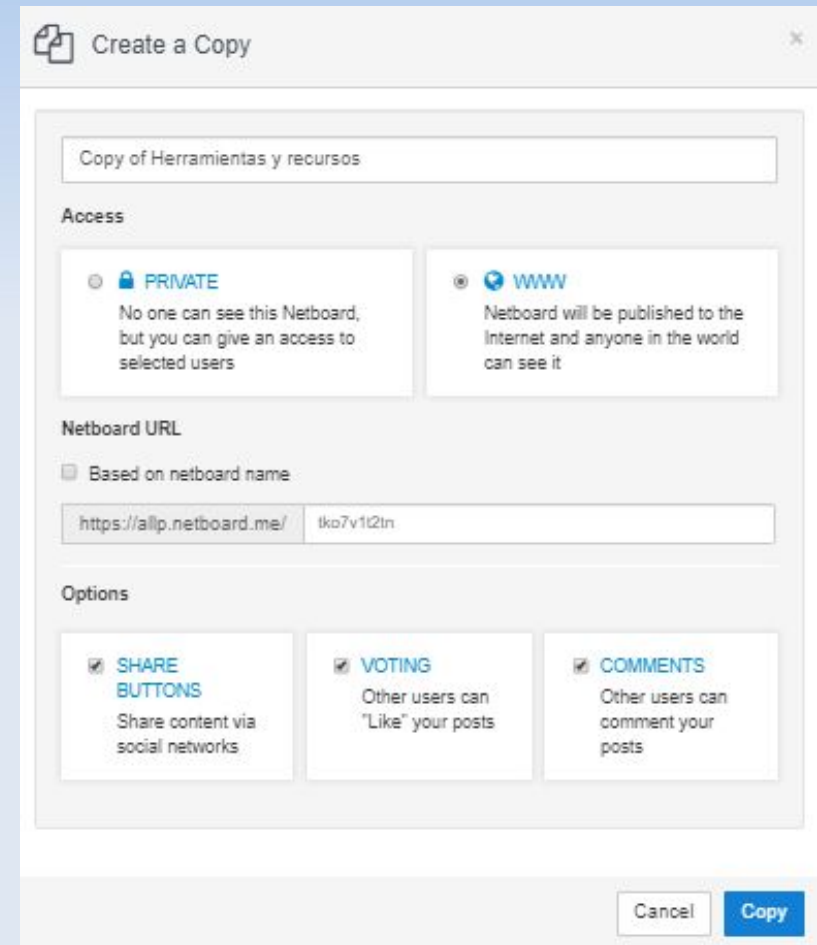 Create a Copy
×
Copy of Herramientas y recursos
Access
PRIVATE
No one can see this Netboard,
but you can give an access to
selected users
WWW
Netboard will be published to the
Internet and anyone in the world
can see it
Netboard URL
Based on netboard name
https://allp.netboard.me/ tko7v1t2tn
Options
SHARE
BUTTONS
Share content via
social networks
VOTING
Other users can
"Like" your posts
COMMENTS
Other users can
comment your
posts
Cancel Copy